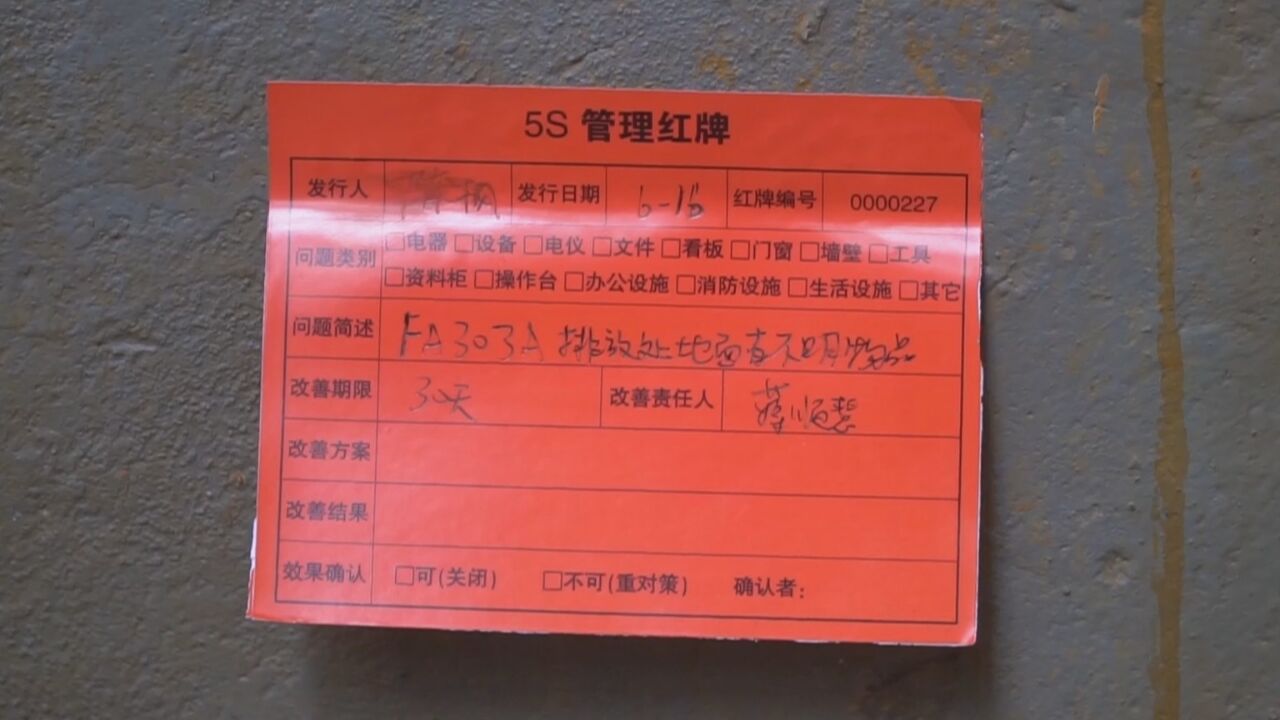 5S 管理红牌
发行人 发行日期 6-16 红牌编号 0000227
问题类别 □电器 □设备 □电仪 □文件 □看板 □门窗 □墙壁 □工具
□资料柜 □操作台 □办公设施 □消防设施 □生活设施 □其它
问题简述 FA303A 排放处地面有不明物品
改善期限 30天 改善责任人
改善方案
改善结果
效果确认 □可(关闭) □不可(重对策) 确认者: